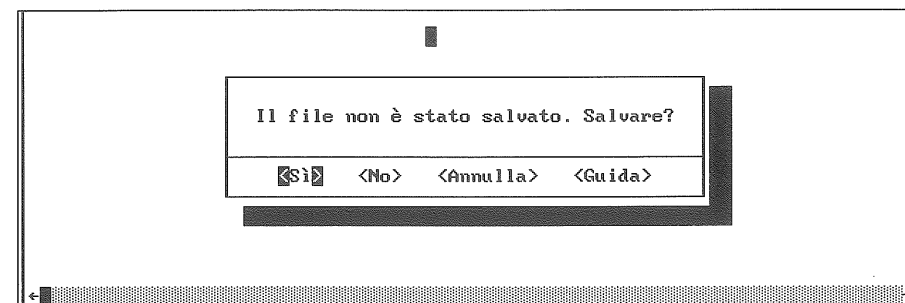 Il file non è stato salvato. Salvare?
<Sì> <No> <Annulla> <Guida>